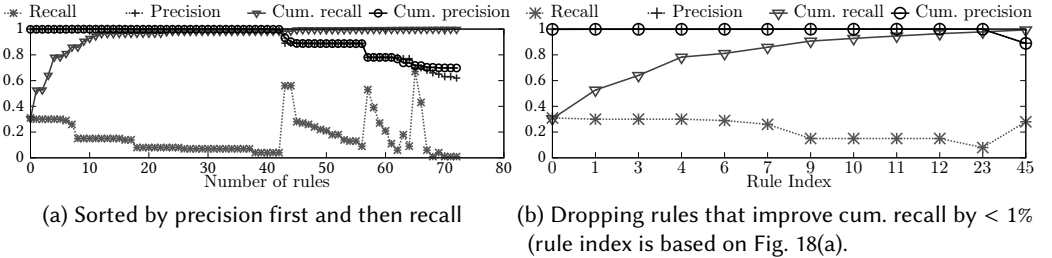 Recall Precision Cum. recall Cum. precision
1
0.8
0.6
0.4
0.2
0
0 10 20 30 40 50 60 70 80
Number of rules
(a) Sorted by precision first and then recall
Recall Precision Cum. recall Cum. precision
1
0.8
0.6
0.4
0.2
0
0 1 3 4 6 7 9 10 11 12 23 45
Rule Index
(b) Dropping rules that improve cum. recall by < 1%
(rule index is based on Fig. 18(a).